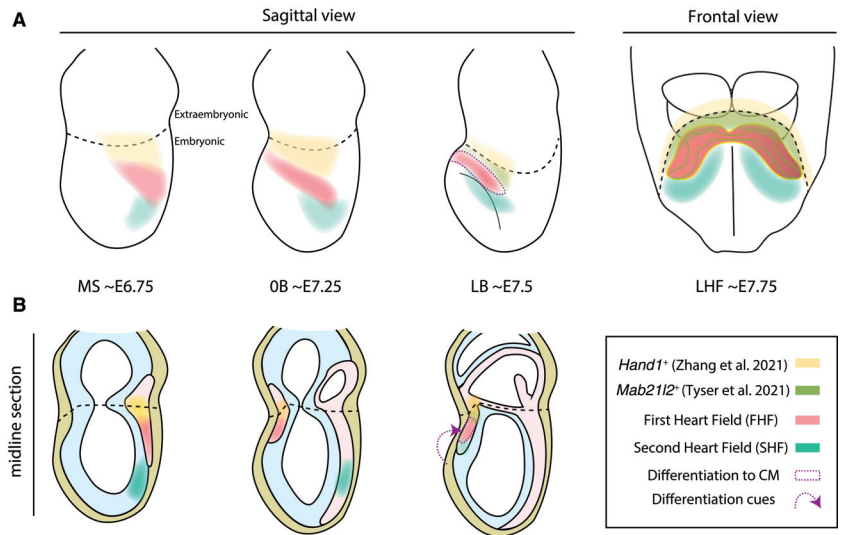 A
Sagittal view
Frontal view
Extraembryonic
Embryonic
MS ~E6.75
0B ~E7.25
LB ~E7.5
LHF ~E7.75
B
midline section
Hand1⁺ (Zhang et al. 2021)
Mab21l2⁺ (Tyser et al. 2021)
First Heart Field (FHF)
Second Heart Field (SHF)
Differentiation to CM
Differentiation cues